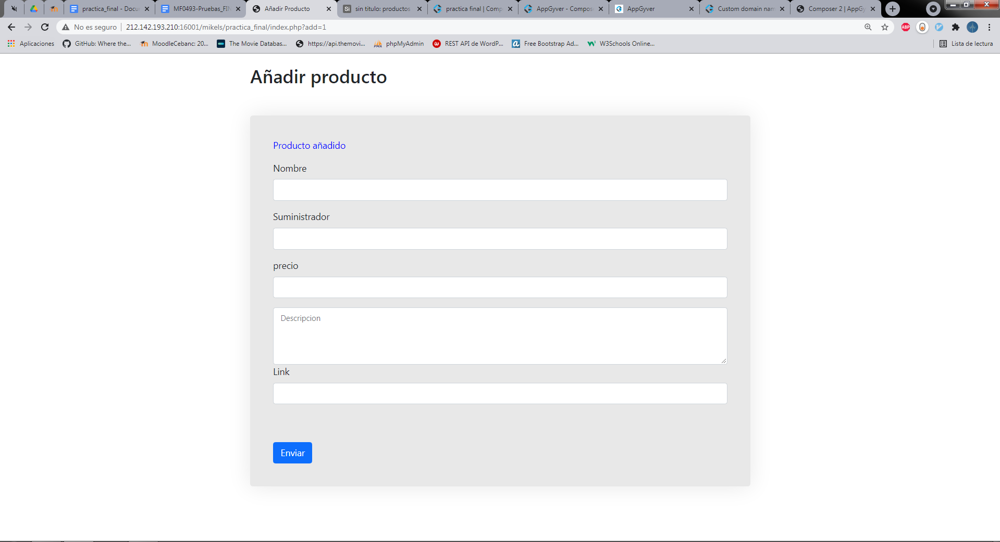 practica_final - Docu
MF0493-Pruebas_FIN
Añadir Producto
Si
sin titulo: productos
practica final | Comp
AppGyver - Compos
AppGyver
Custom domain nam
Composer 2 | AppGy
No es seguro
212.142.193.210:16001/mikels/practica_final/index.php?add=1
ABP
Aplicaciones
GitHub: Where the...
MoodleCebanc: 20...
The Movie Databas...
https://api.themovi...
phpMyAdmin
REST API de WordP...
Free Bootstrap Ad...
W3Schools Online...
Lista de lectura
Añadir producto
Producto añadido
Nombre
Suministrador
precio
Descripcion
Link
Enviar